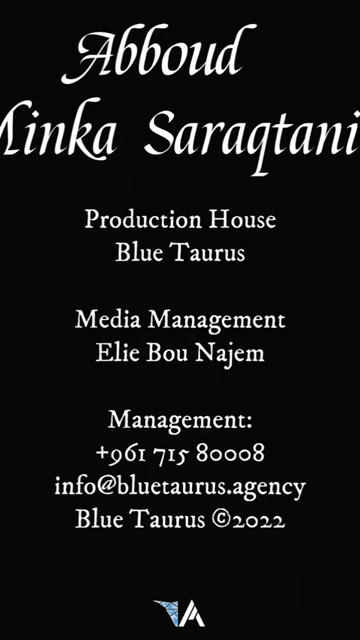 Abboud
Minka Saraqtani
Production House
Blue Taurus
Media Management
Elie Bou Najem
Management:
+961 715 80008
info@bluetaurus.agency
Blue Taurus ©2022